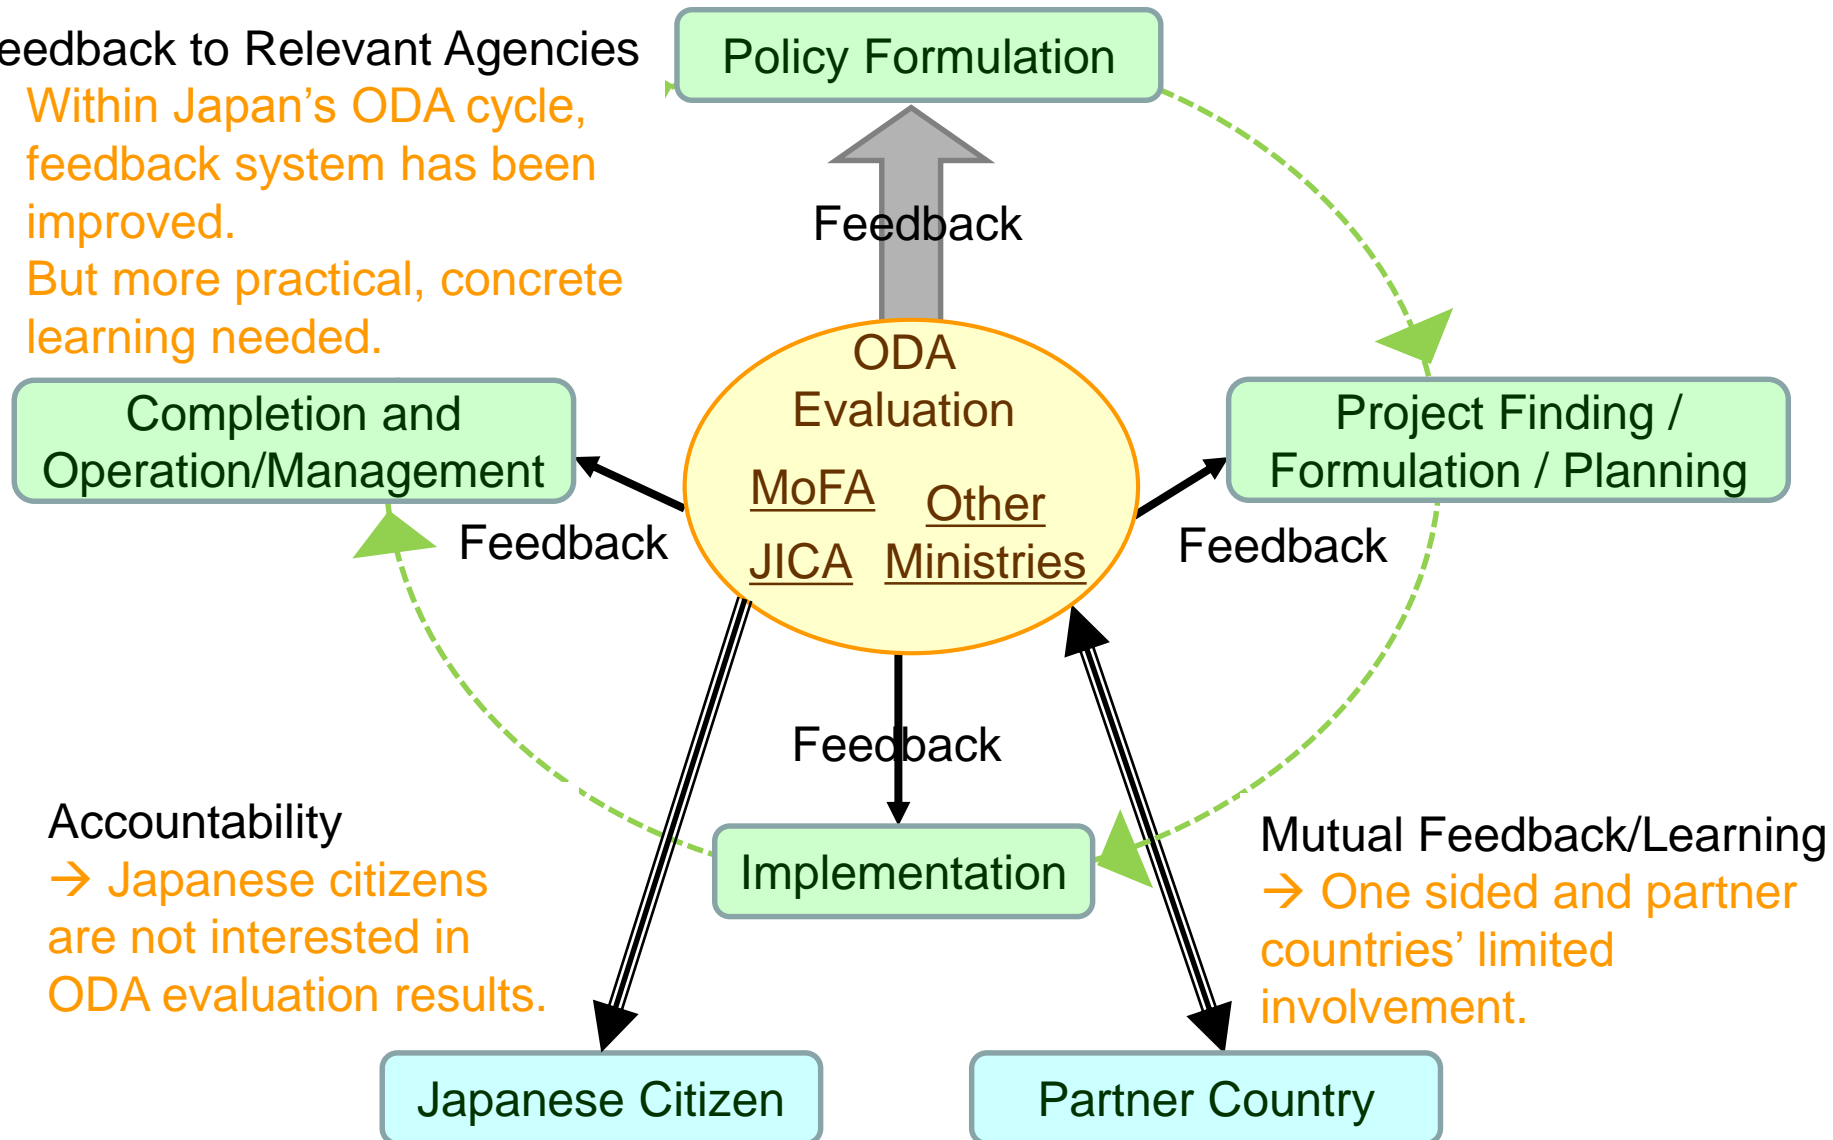 eedback to Relevant Agencies
Within Japan’s ODA cycle,
feedback system has been
improved.
But more practical, concrete
learning needed.
Policy Formulation
Feedback
ODA
Evaluation
MoFA
JICA
Other
Ministries
Completion and
Operation/Management
Feedback
Project Finding /
Formulation / Planning
Feedback
Feedback
Implementation
Accountability
→ Japanese citizens
are not interested in
ODA evaluation results.
Mutual Feedback/Learning
→ One sided and partner
countries’ limited
involvement.
Japanese Citizen
Partner Country